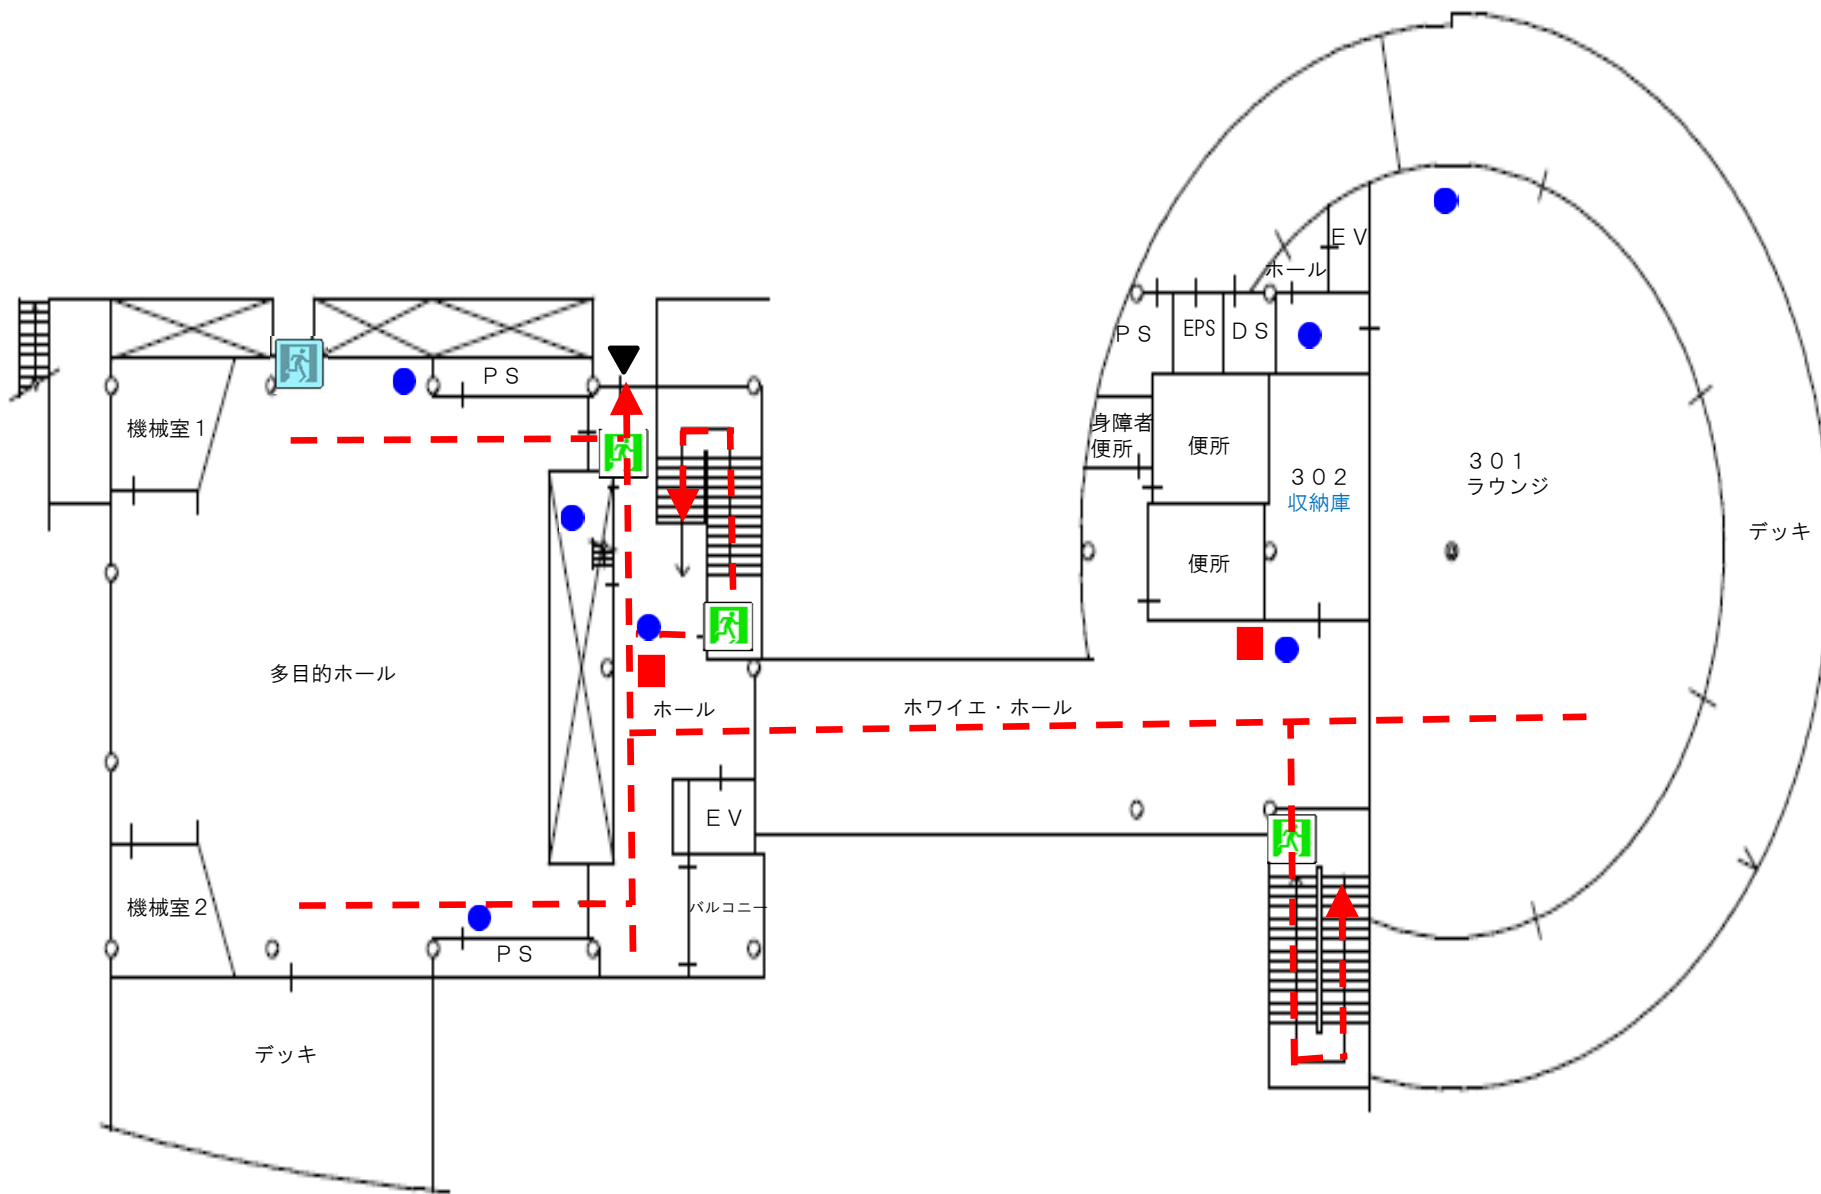 ＥＶ
ホール
ＰＳ
EPS
ＤＳ
ＰＳ
機械室１
身障者
便所
便所
３０２
収納庫
３０１
ラウンジ
デッキ
便所
多目的ホール
ホール
ホワイエ・ホール
ＥＶ
機械室２
バルコニー
ＰＳ
デッキ